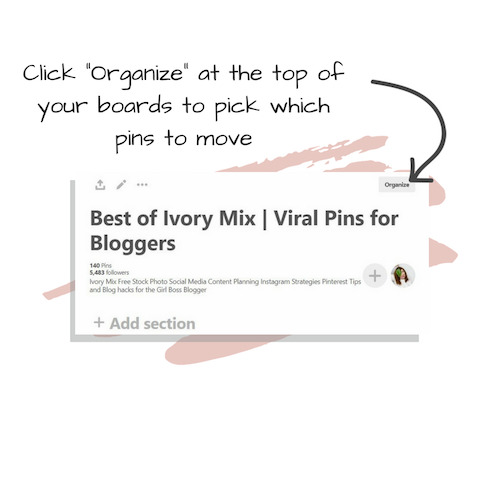 Click "Organize" at the top of
your boards to pick which
pins to move
Organize
Best of Ivory Mix | Viral Pins for
Bloggers
140 Pins
5,483 followers
Ivory Mix Free Stock Photo Social Media Content Planning Instagram Strategies Pinterest Tips
and Blog hacks for the Girl Boss Blogger
+ Add section